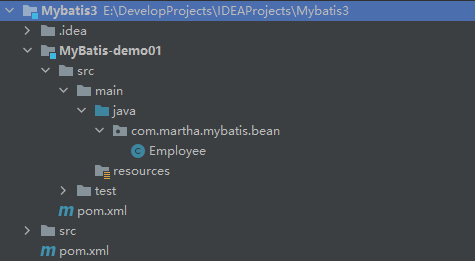 Mybatis3 E:\DevelopProjects\IDEAProjects\Mybatis3
.idea
MyBatis-demo01
src
main
java
com.martha.mybatis.bean
C Employee
resources
test
m pom.xml
src
m pom.xml